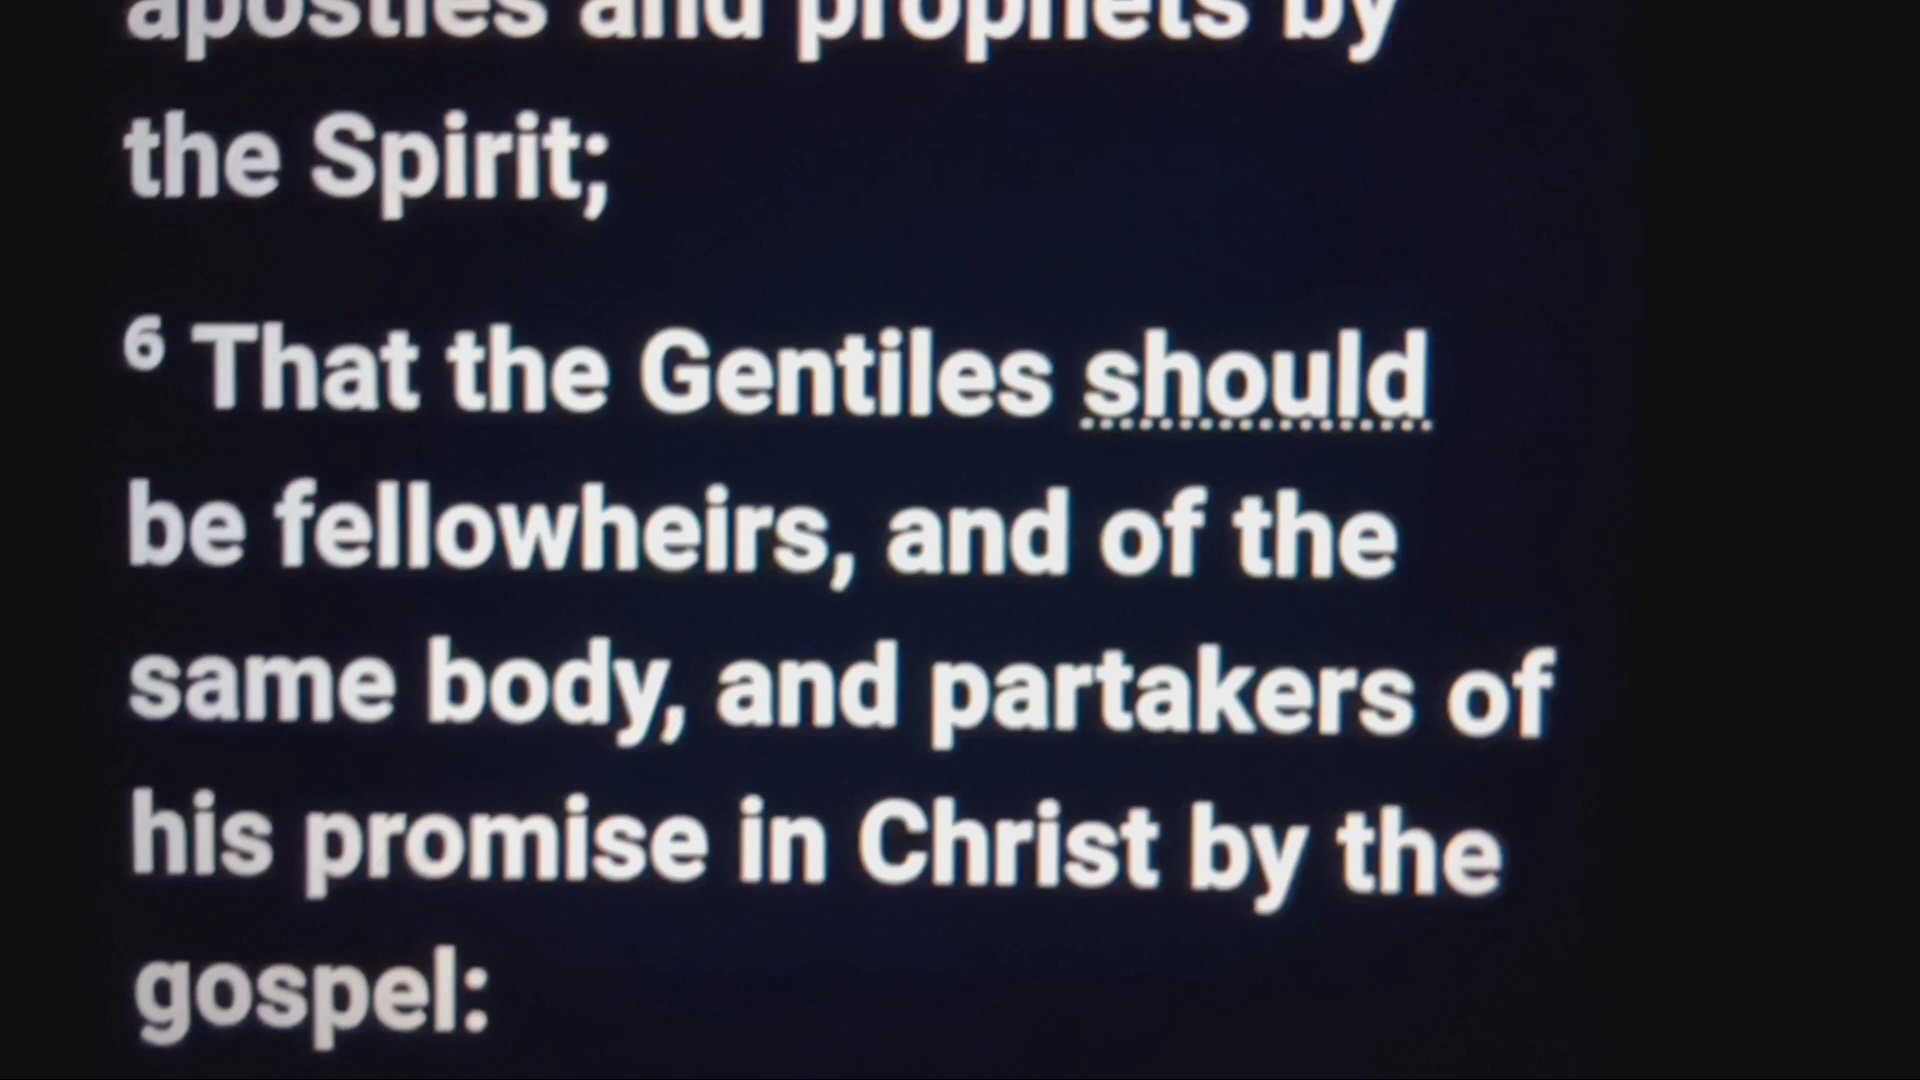 apostles and prophets by
the Spirit;
6 That the Gentiles should
be fellowheirs, and of the
same body, and partakers of
his promise in Christ by the
gospel: